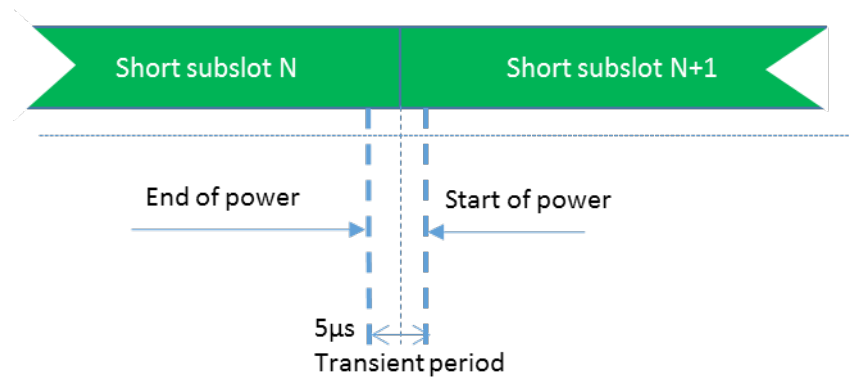 Short subslot N
Short subslot N+1
End of power
Start of power
5µs
Transient period